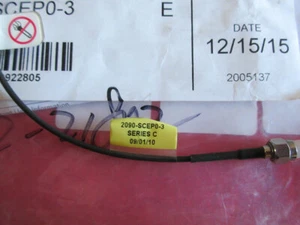 SCEP0-3
E
DATE
12/15/15
922805
2005137
2090-SCEP0-3
SERIES C
09/01/10